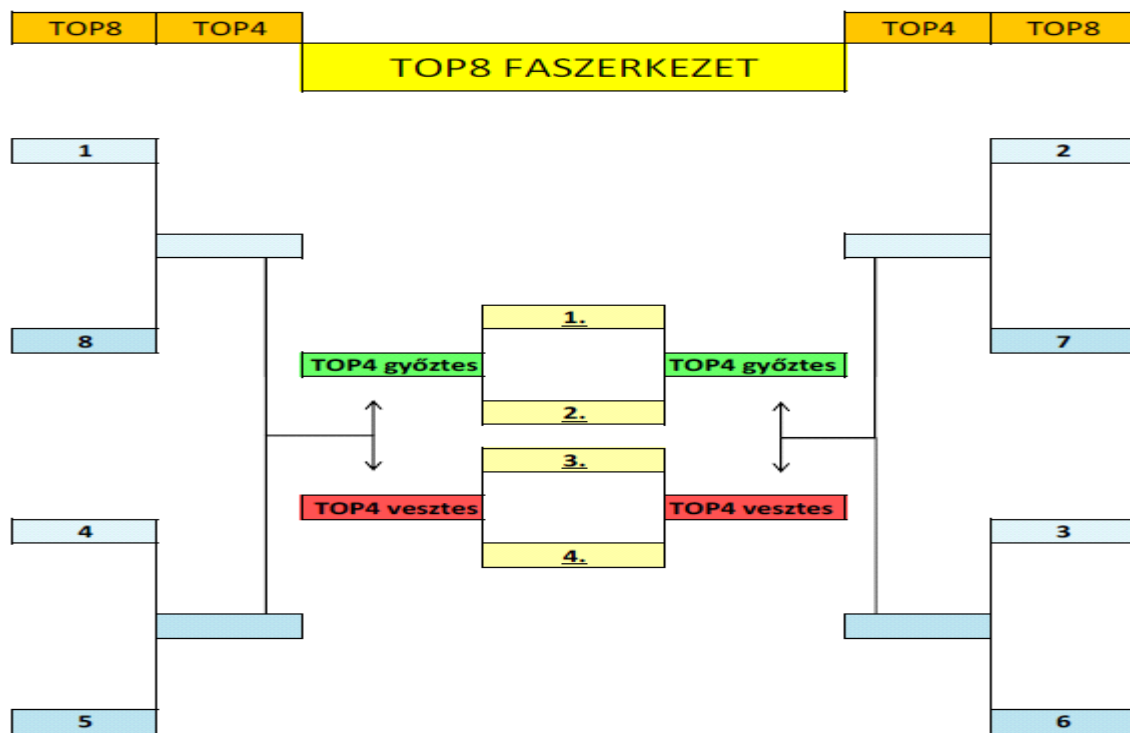 TOP8 TOP4 TOP4 TOP8
TOP8 FASZERKEZET
1 2
1.
8 TOP4 győztes TOP4 győztes 7
2.
3.
TOP4 vesztes TOP4 vesztes
4 3
4.
5 6